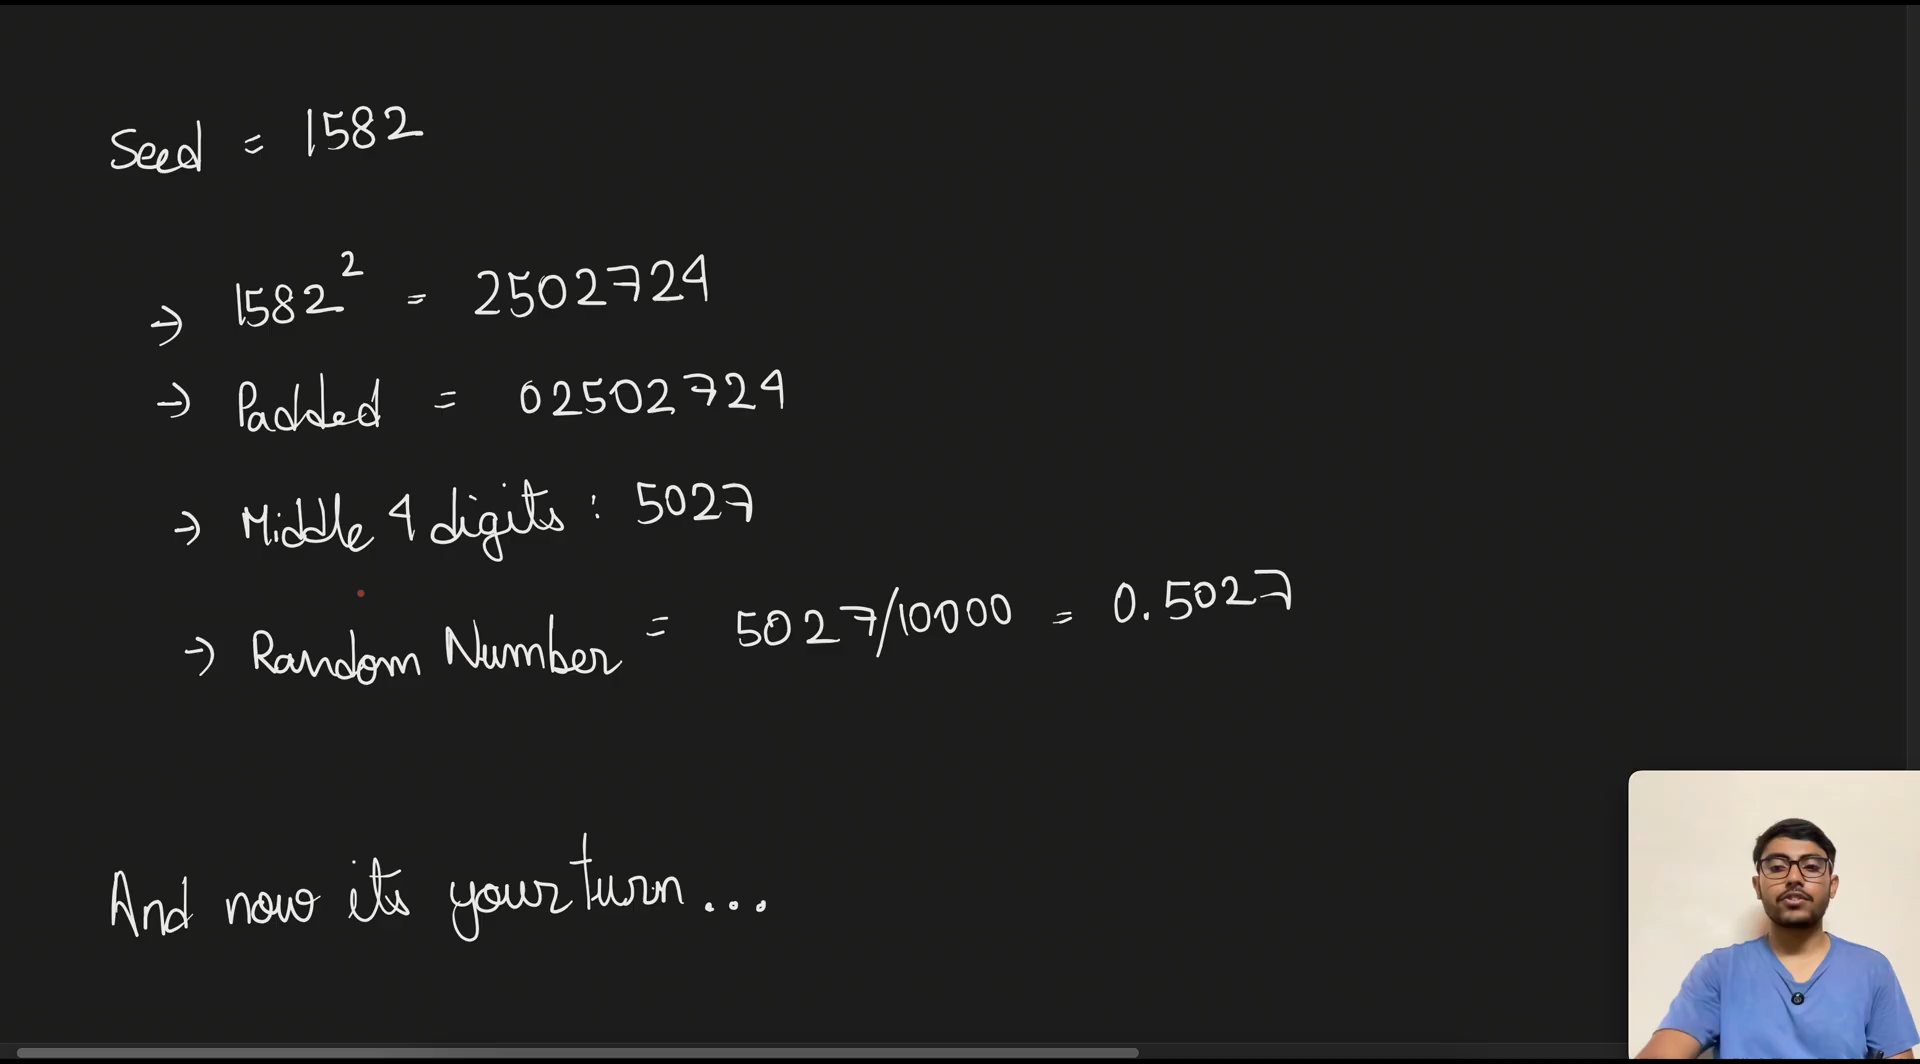 Seed = 1582
→ 1582² = 2502724
→ Padded = 02502724
→ Middle 4 digits : 5027
→ Random Number = 5027/10000 = 0.5027
And now its your turn...